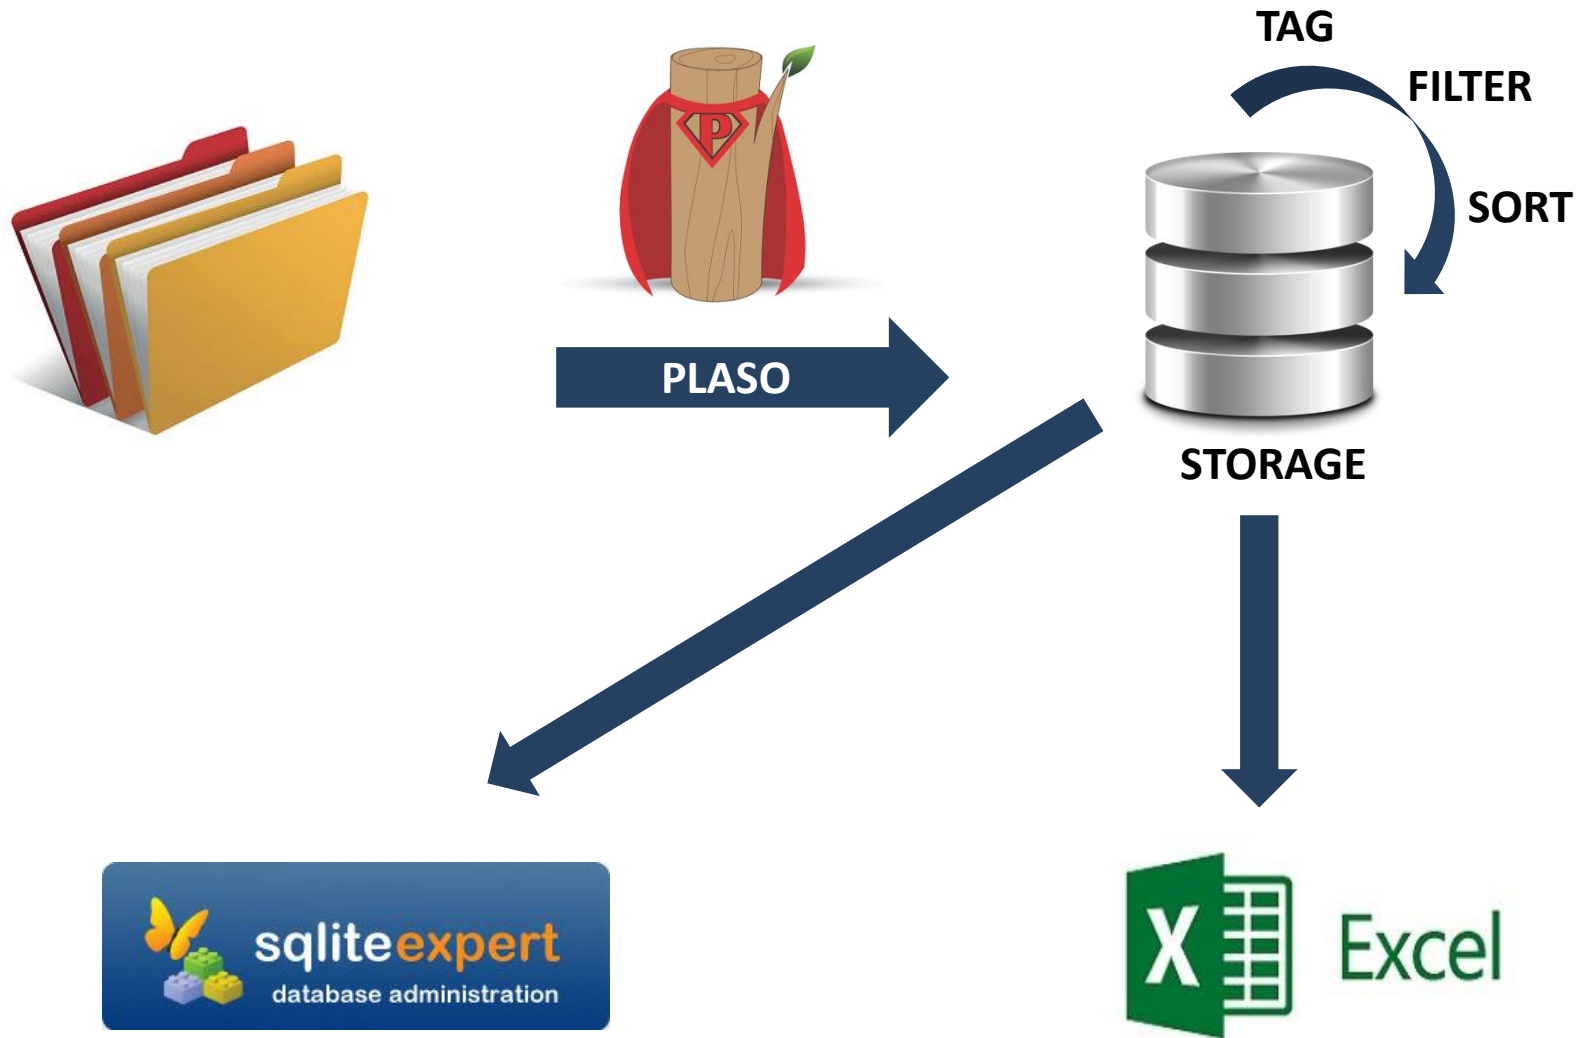 TAG
FILTER
SORT
P
PLASO
STORAGE
sqliteexpert
database administration
X
Excel